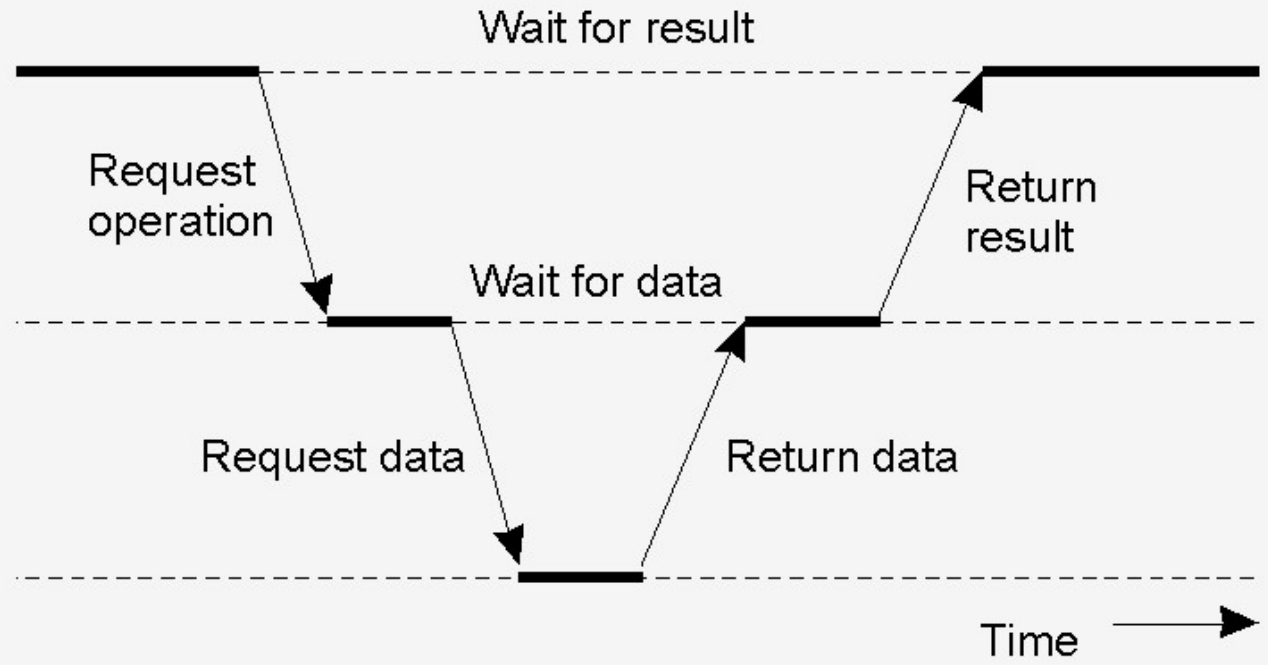 Wait for result
Request
operation
Return
result
Wait for data
Request data
Return data
Time